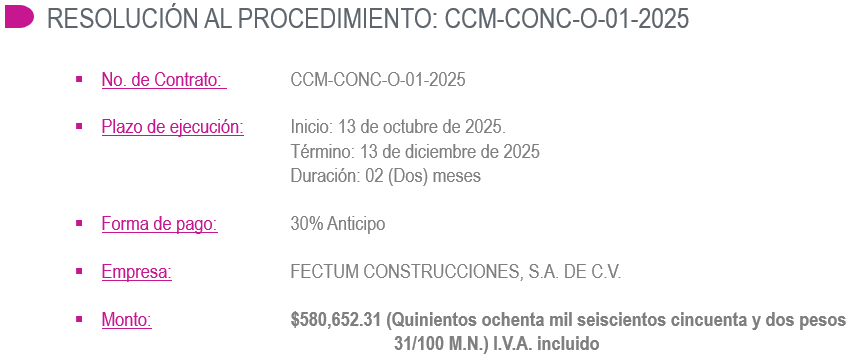 RESOLUCIÓN AL PROCEDIMIENTO: CCM-CONC-O-01-2025
No. de Contrato: CCM-CONC-O-01-2025
Plazo de ejecución: Inicio: 13 de octubre de 2025.
Término: 13 de diciembre de 2025
Duración: 02 (Dos) meses
Forma de pago: 30% Anticipo
Empresa: FECTUM CONSTRUCCIONES, S.A. DE C.V.
Monto: $580,652.31 (Quinientos ochenta mil seiscientos cincuenta y dos pesos
31/100 M.N.) I.V.A. incluido